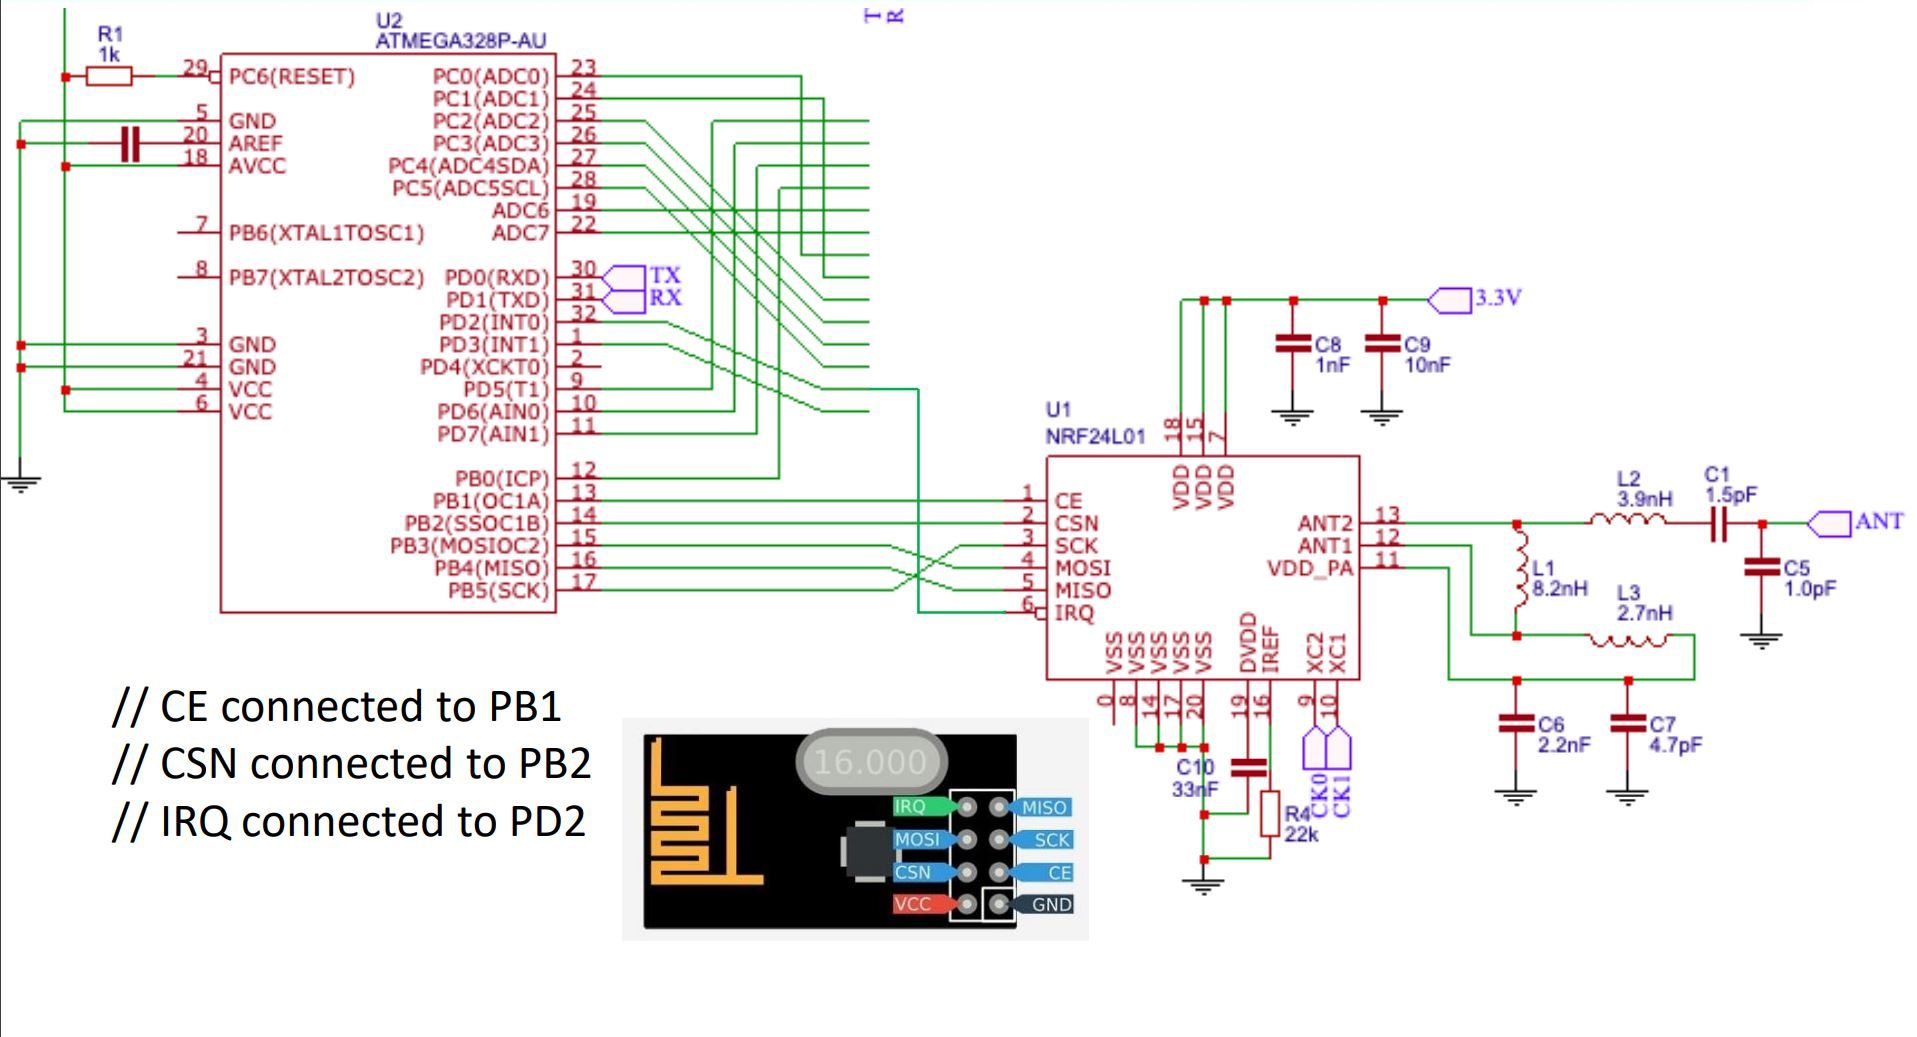 T
R
R1
1k
U2
ATMEGA328P-AU
29 PC6(RESET)
5 GND
20 AREF
18 AVCC
7 PB6(XTAL1TOSC1)
8 PB7(XTAL2TOSC2)
3 GND
21 GND
4 VCC
6 VCC
PC0(ADC0) 23
PC1(ADC1) 24
PC2(ADC2) 25
PC3(ADC3) 26
PC4(ADC4SDA) 27
PC5(ADC5SCL) 28
ADC6 19
ADC7 22
PD0(RXD) 30 TX
PD1(TXD) 31 RX
PD2(INT0) 32
PD3(INT1) 1
PD4(XCKT0) 2
PD5(T1) 9
PD6(AIN0) 10
PD7(AIN1) 11
PB0(ICP) 12
PB1(OC1A) 13
PB2(SSOC1B) 14
PB3(MOSIOC2) 15
PB4(MISO) 16
PB5(SCK) 17
3.3V
C8
1nF
C9
10nF
U1
NRF24L01
18 VDD
15 VDD
7 VDD
1 CE
2 CSN
3 SCK
4 MOSI
5 MISO
6 IRQ
ANT2 13
ANT1 12
VDD_PA 11
VSS 0
VSS 8
VSS 14
VSS 17
VSS 20
DVDD 19
IREF 16
XC2 9
XC1 10
L2
3.9nH
C1
1.5pF
ANT
L1
8.2nH
C5
1.0pF
L3
2.7nH
C6
2.2nF
C7
4.7pF
C10
33nF
R4
22k
CK0
CK1
// CE connected to PB1
// CSN connected to PB2
// IRQ connected to PD2
16.000
IRQ MISO
MOSI SCK
CSN CE
VCC GND